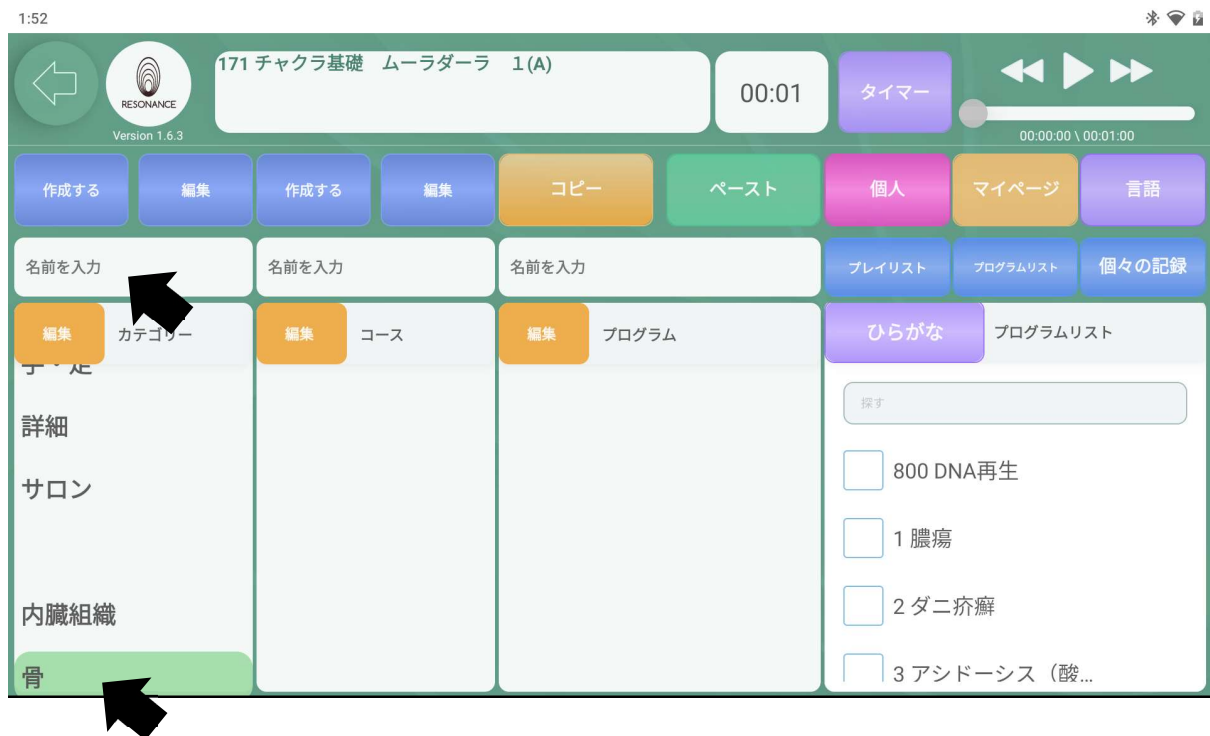 1:52
171 チャクラ基礎　ムーラダーラ　１(A)
RESONANCE
Version 1.6.3
00:01
タイマー
00:00:00 \ 00:01:00
作成する
編集
作成する
編集
コピー
ペースト
個人
マイページ
言語
名前を入力
名前を入力
名前を入力
プレイリスト
プログラムリスト
個々の記録
編集
カテゴリー
編集
コース
編集
プログラム
ひらがな
プログラムリスト
詳細
サロン
内臓組織
骨
探す
800 DNA再生
1 膿瘍
2 ダニ疥癬
3 アシドーシス（酸...